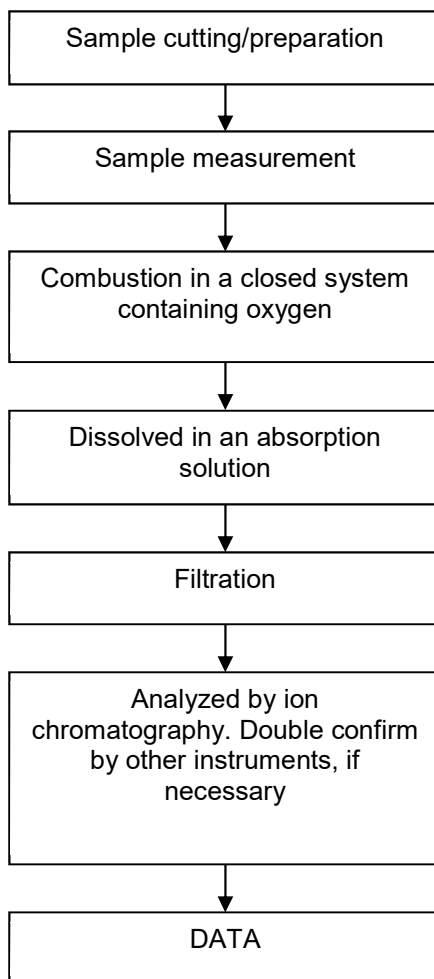 Sample cutting/preparation
Sample measurement
Combustion in a closed system
containing oxygen
Dissolved in an absorption
solution
Filtration
Analyzed by ion
chromatography. Double confirm
by other instruments, if
necessary
DATA